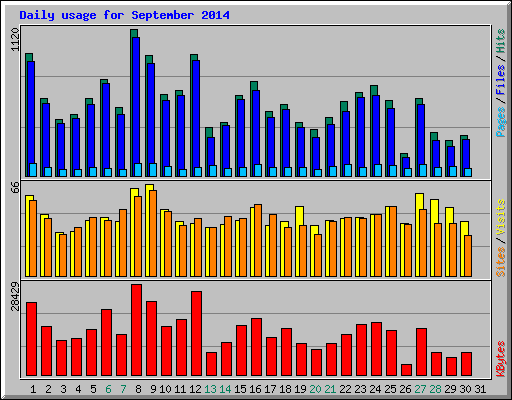 Daily usage for September 2014
1120
Pages / Files / Hits
66
Sites / Visits
28429
KBytes
1 2 3 4 5 6 7 8 9 10 11 12 13 14 15 16 17 18 19 20 21 22 23 24 25 26 27 28 29 30 31